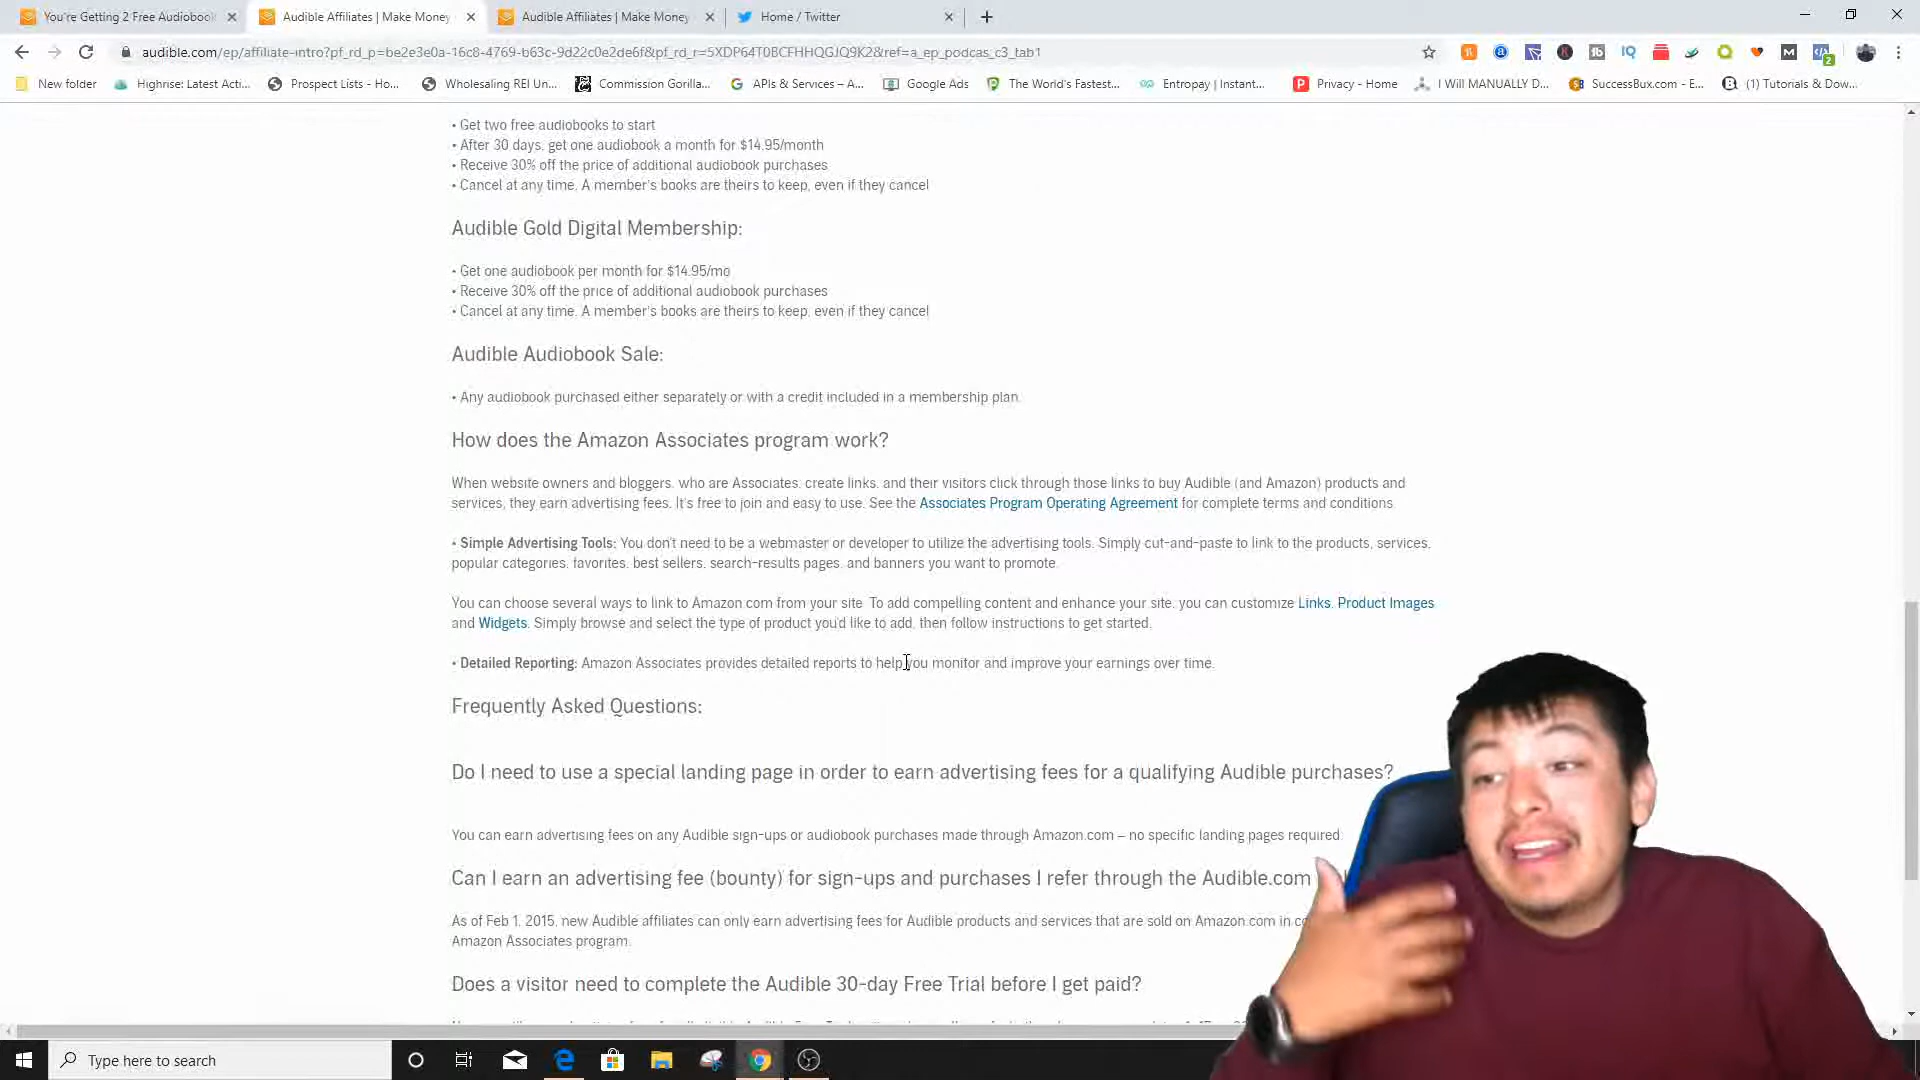 You're Getting 2 Free Audioboo
Audible Affiliates | Make Money
Audible Affiliates | Make Money
Home / Twitter
audible.com/ep/affiliate-intro?pf_rd_p=be2e3e0a-16c8-4769-b63c-9d22c0e2de6f&pf_rd_r=5XDP64T0BCFHHQGJQ9K2&ref=a_ep_podcas_c3_tab1
New folder
Highrise: Latest Acti...
Prospect Lists - Ho...
Wholesaling REI Un...
Commission Gorilla...
APIs & Services – A...
Google Ads
The World's Fastest...
Entropay | Instant...
Privacy - Home
I Will MANUALLY D...
SuccessBux.com - E...
(1) Tutorials & Dow...
• Get two free audiobooks to start
• After 30 days, get one audiobook a month for $14.95/month
• Receive 30% off the price of additional audiobook purchases
• Cancel at any time. A member's books are theirs to keep, even if they cancel
Audible Gold Digital Membership:
• Get one audiobook per month for $14.95/mo
• Receive 30% off the price of additional audiobook purchases
• Cancel at any time. A member's books are theirs to keep, even if they cancel
Audible Audiobook Sale:
• Any audiobook purchased either separately or with a credit included in a membership plan.
How does the Amazon Associates program work?
When website owners and bloggers, who are Associates, create links, and their visitors click through those links to buy Audible (and Amazon) products and
services, they earn advertising fees. It's free to join and easy to use. See the Associates Program Operating Agreement for complete terms and conditions.
• Simple Advertising Tools: You don't need to be a webmaster or developer to utilize the advertising tools. Simply cut-and-paste to link to the products, services,
popular categories, favorites, best sellers, search-results pages, and banners you want to promote.
You can choose several ways to link to Amazon.com from your site. To add compelling content and enhance your site, you can customize Links, Product Images
and Widgets. Simply browse and select the type of product you'd like to add, then follow instructions to get started.
• Detailed Reporting: Amazon Associates provides detailed reports to help you monitor and improve your earnings over time.
Frequently Asked Questions:
Do I need to use a special landing page in order to earn advertising fees for a qualifying Audible purchases?
You can earn advertising fees on any Audible sign-ups or audiobook purchases made through Amazon.com – no specific landing pages required.
Can I earn an advertising fee (bounty) for sign-ups and purchases I refer through the Audible.com
As of Feb 1, 2015, new Audible affiliates can only earn advertising fees for Audible products and services that are sold on Amazon.com in
Amazon Associates program.
Does a visitor need to complete the Audible 30-day Free Trial before I get paid?
Type here to search